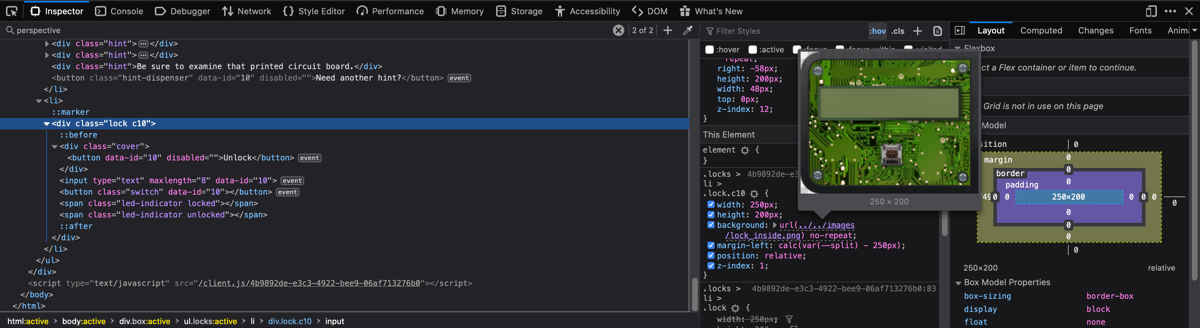 Inspector Console Debugger Unlock Style Editor Performance Memory Storage Accessibility DOM What's New
perspective 2 of 2 Filter Styles :hov .cls Layout Computed Changes Fonts Anim
<div class="hint"></div>
<div class="hint"></div>
<div class="hint">Be sure to examine that printed circuit board.</div>
<button class="hint-dispenser" data-id="10" disabled="">Need another hint?</button> event
</li>
<li>
::marker
<div class="lock c10">
::before
<div class="cover">
<button data-id="10" disabled="">Unlock</button> event
</div>
<input type="text" maxlength="8" data-id="10"> event
<button class="switch" data-id="10"></button> event
<span class="led-indicator locked"></span>
<span class="led-indicator unlocked"></span>
::after
</div>
</li>
</ul>
</div>
<script type="text/javascript" src="/client.js/4b9892de-e3c3-4922-bee9-06af713276b0"></script>
</body>
</html>
html:active body:active div.box:active ul.locks:active li div.lock.c10 input
:hover :active
repeat;
right: -58px;
height: 200px;
width: 48px;
top: 0px;
z-index: 12;
}
This Element
element {
}
.locks > 4b9892de-e3c3
li >
.lock.c10 {
width: 250px;
height: 200px;
background: url(../../images
/lock_inside.png) no-repeat;
margin-left: calc(var(--split) - 250px);
position: relative;
z-index: 1;
}
.locks > 4b9892de-e3c3-4922-bee9-06af713276b0:83
li >
.lock {
width: 250px;
250 × 200
Flexbox
ct a Flex container or item to continue.
Grid is not in use on this page
Model
sition 0
margin 0
border 0
padding 0
0 0 250×200 0 0 0 0
0
0
0
0
250×200 relative
Box Model Properties
box-sizing border-box
display block
float none